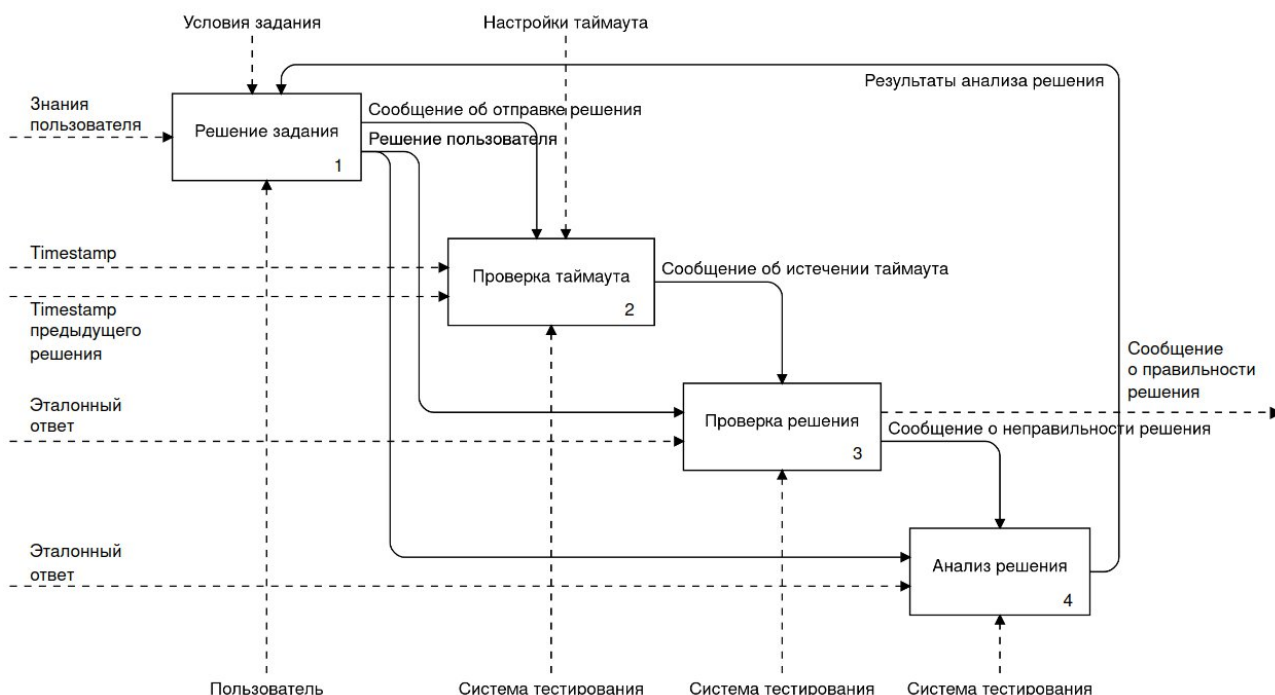 Условия задания
Настройки таймаута
Результаты анализа решения
Знания
пользователя
Решение задания
1
Сообщение об отправке решения
Решение пользователя
Timestamp
Timestamp
предыдущего
решения
Проверка таймаута
2
Сообщение об истечении таймаута
Сообщение
о правильности
решения
Эталонный
ответ
Проверка решения
3
Сообщение о неправильности решения
Эталонный
ответ
Анализ решения
4
Пользователь
Система тестирования
Система тестирования
Система тестирования